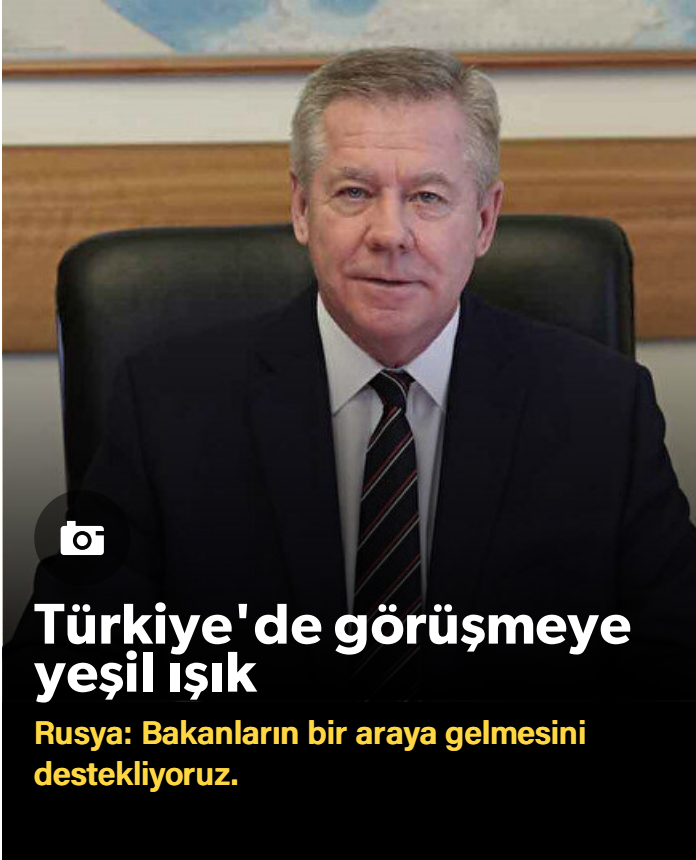 Türkiye'de görüşmeye
yeşil ışık
Rusya: Bakanların bir araya gelmesini
destekliyoruz.